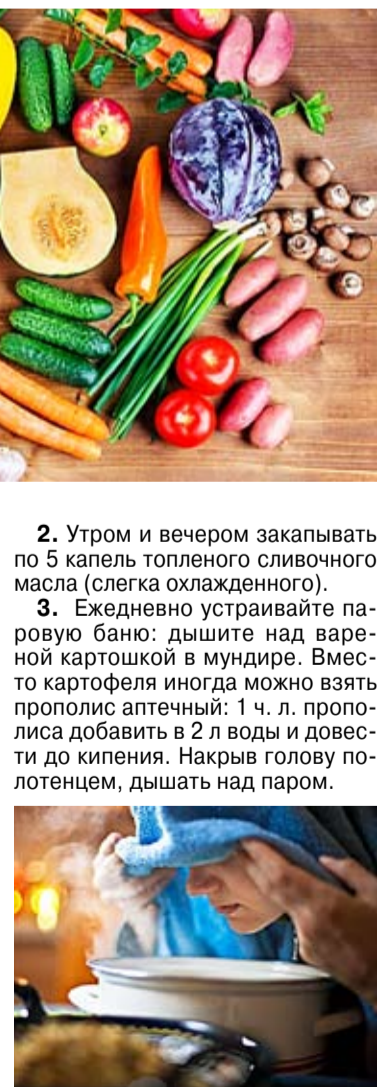 2. Утром и вечером закапывать
по 5 капель топленого сливочного
масла (слегка охлажденного).
3. Ежедневно устраивайте па-
ровую баню: дышите над варе-
ной картошкой в мундире. Вмес-
то картофеля иногда можно взять
прополис аптечный: 1 ч. л. пропо-
лиса добавить в 2 л воды и довес-
ти до кипения. Накрыв голову по-
лотенцем, дышать над паром.